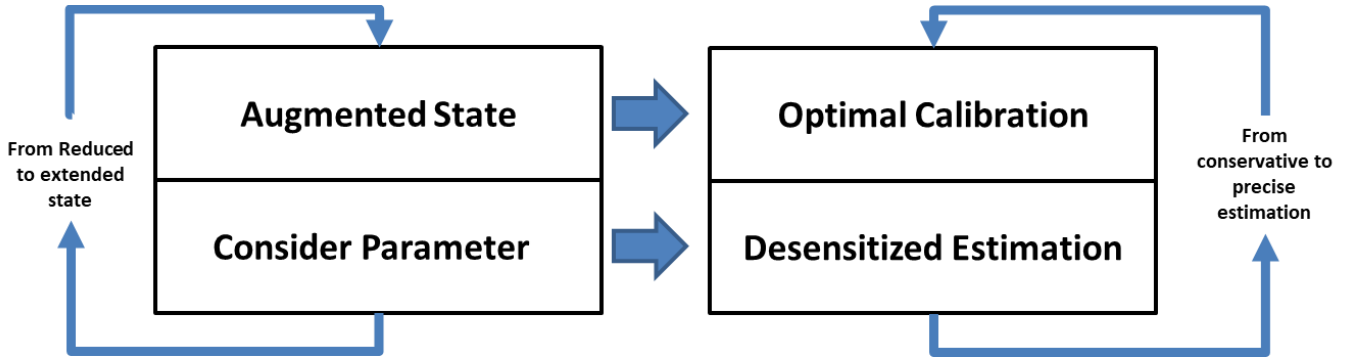 Augmented State
Optimal Calibration
From Reduced
to extended
state
From
conservative to
precise
estimation
Consider Parameter
Desensitized Estimation